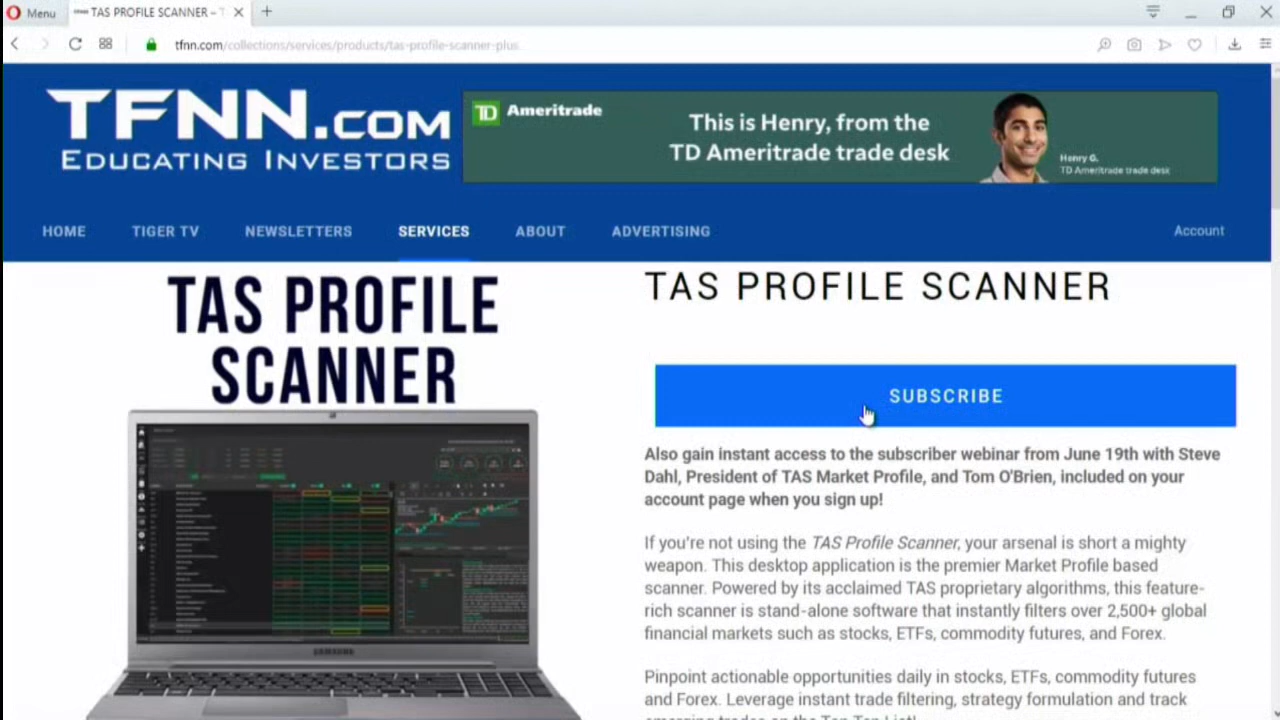 Menu
TAS PROFILE SCANNER – T
tfnn.com/collections/services/products/tas-profile-scanner-plus
TFNN.COM
EDUCATING INVESTORS
TD Ameritrade
This is Henry, from the
TD Ameritrade trade desk
Henry G.
TD Ameritrade trade desk
HOME
TIGER TV
NEWSLETTERS
SERVICES
ABOUT
ADVERTISING
Account
TAS PROFILE
SCANNER
SAMSUNG
TAS PROFILE SCANNER
SUBSCRIBE
Also gain instant access to the subscriber webinar from June 19th with Steve
Dahl, President of TAS Market Profile, and Tom O'Brien, included on your
account page when you sign up!
If you're not using the TAS Profile Scanner, your arsenal is short a mighty
weapon. This desktop application is the premier Market Profile based
scanner. Powered by its acclaimed TAS proprietary algorithms, this feature-
rich scanner is stand-alone software that instantly filters over 2,500+ global
financial markets such as stocks, ETFs, commodity futures, and Forex.
Pinpoint actionable opportunities daily in stocks, ETFs, commodity futures
and Forex. Leverage instant trade filtering, strategy formulation and track
emerging trades on the Top Ten List!